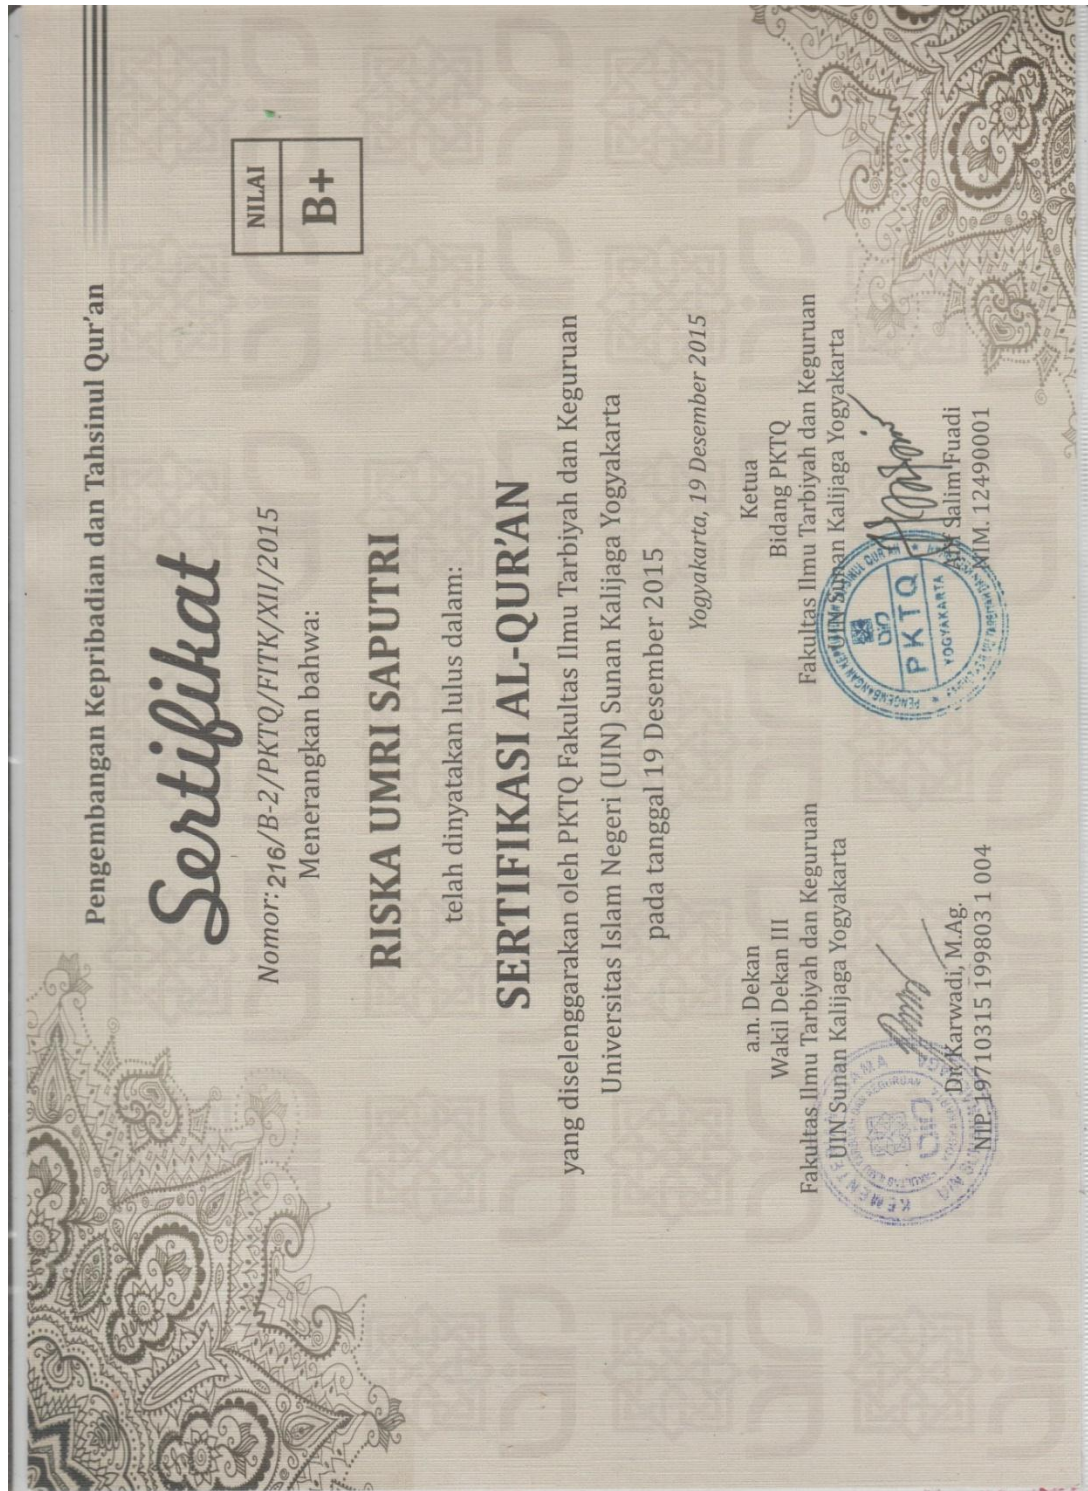 Pengembangan Kepribadian dan Tahsinul Qur'an
Sertifikat
Nomor: 216/B-2/PKTQ/FITK/XII/2015
Menerangkan bahwa:
NILAI
B+
RISKA UMRI SAPUTRI
telah dinyatakan lulus dalam:
SERTIFIKASI AL-QUR'AN
yang diselenggarakan oleh PKTQ Fakultas Ilmu Tarbiyah dan Keguruan
Universitas Islam Negeri (UIN) Sunan Kalijaga Yogyakarta
pada tanggal 19 Desember 2015
Yogyakarta, 19 Desember 2015
a.n. Dekan
Wakil Dekan III
Fakultas Ilmu Tarbiyah dan Keguruan
UIN Sunan Kalijaga Yogyakarta
Dr. Karwadi, M.Ag.
NIP. 19710315 199803 1 004
Ketua
Bidang PKTQ
Fakultas Ilmu Tarbiyah dan Keguruan
UIN Sunan Kalijaga Yogyakarta
PKTQ
YOGYAKARTA
Salim Fuadi
NIM. 12490001